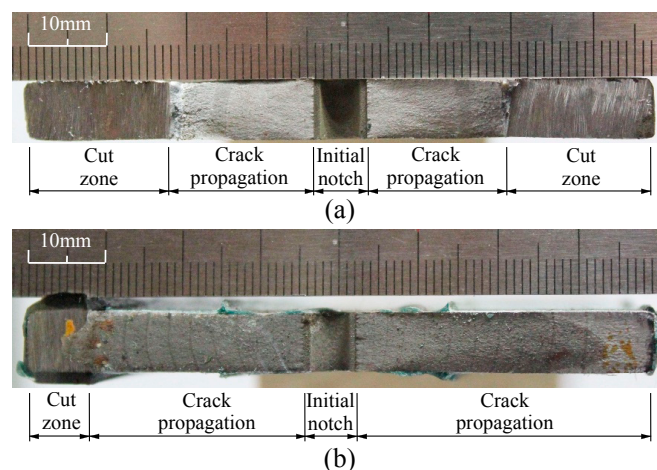 10mm
Cut zone
Crack propagation
Initial notch
Crack propagation
Cut zone
(a)
10mm
Cut zone
Crack propagation
Initial notch
Crack propagation
(b)